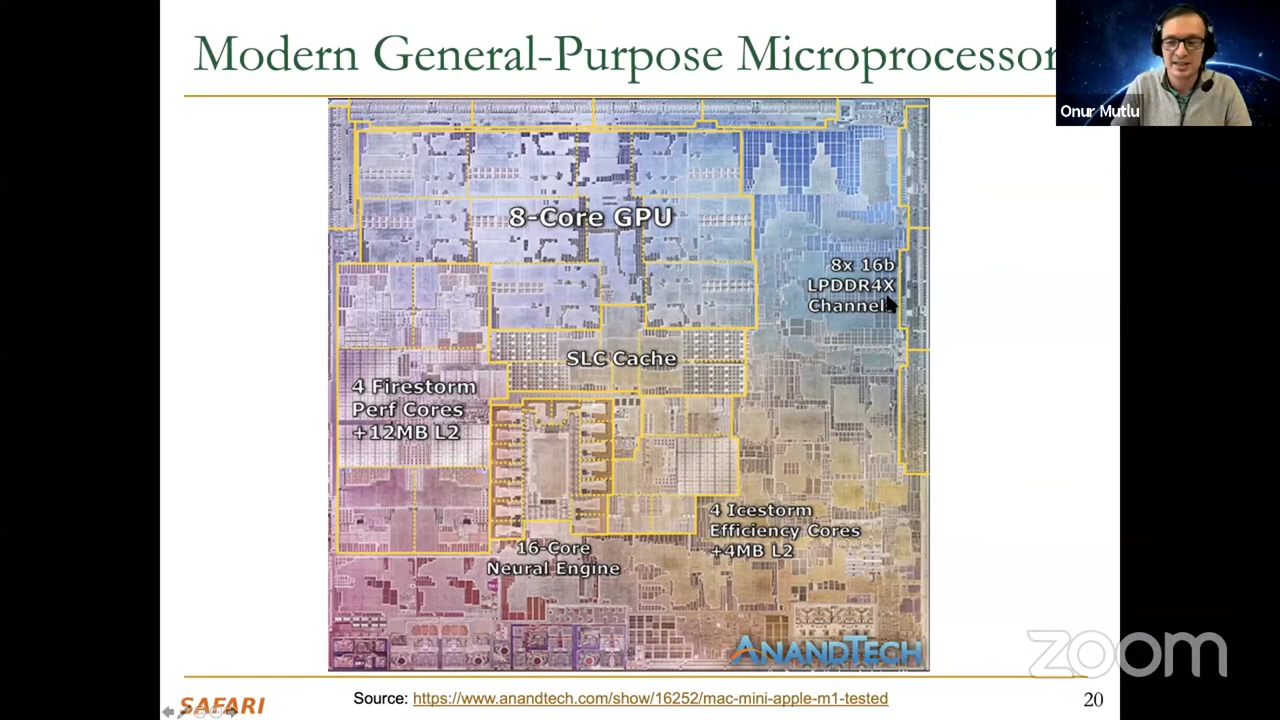 Modern General-Purpose Microprocessor
Onur Mutlu
8-Core GPU
8x 16b
LPDDR4X
Channels
SLC Cache
4 Firestorm
Perf Cores
+12MB L2
4 Icestorm
Efficiency Cores
+4MB L2
16-Core
Neural Engine
ANANDTECH
zoom
SAFARI
Source: https://www.anandtech.com/show/16252/mac-mini-apple-m1-tested
20